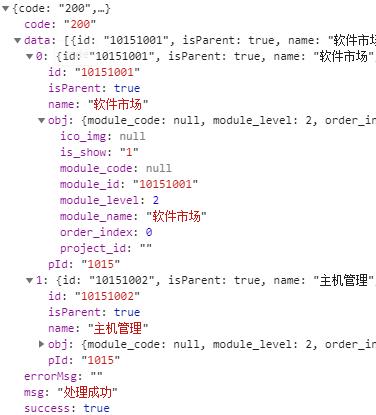 {code: "200",…}
code: "200"
data: [{id: "10151001", isParent: true, name: "软件市场
0: {id: "10151001", isParent: true, name: "软件市场",
id: "10151001"
isParent: true
name: "软件市场"
obj: {module_code: null, module_level: 2, order_in
ico_img: null
is_show: "1"
module_code: null
module_id: "10151001"
module_level: 2
module_name: "软件市场"
order_index: 0
project_id: ""
pId: "1015"
1: {id: "10151002", isParent: true, name: "主机管理",
id: "10151002"
isParent: true
name: "主机管理"
obj: {module_code: null, module_level: 2, order_in
pId: "1015"
errorMsg: ""
msg: "处理成功"
success: true